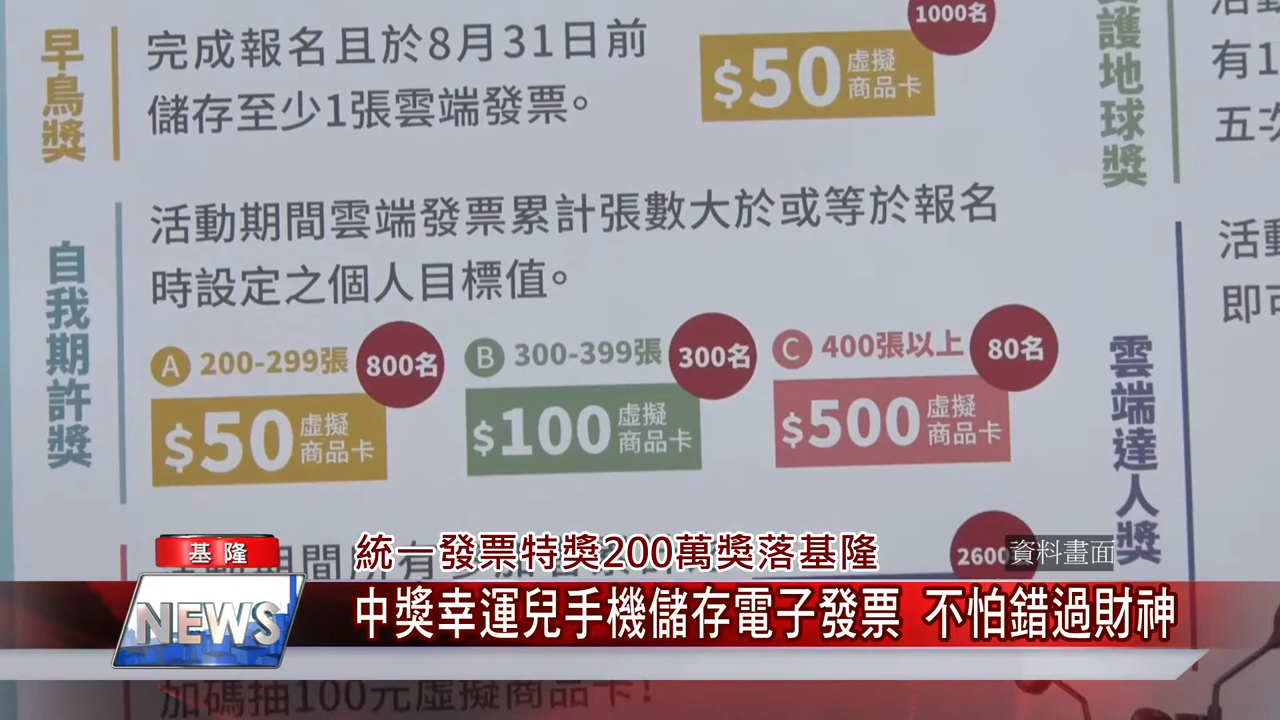 早鳥獎
完成報名且於8月31日前
儲存至少1張雲端發票。
1000名
$50 虛擬商品卡
護地球獎
有1
五次
自我期許獎
活動期間雲端發票累計張數大於或等於報名
時設定之個人目標值。
A 200-299張 800名
$50 虛擬商品卡
B 300-399張 300名
$100 虛擬商品卡
C 400張以上 80名
$500 虛擬商品卡
雲端達人獎
活動
即可
2600
資料畫面
基隆
NEWS
統一發票特獎200萬獎落基隆
中獎幸運兒手機儲存電子發票 不怕錯過財神
加碼抽100元虛擬商品卡!